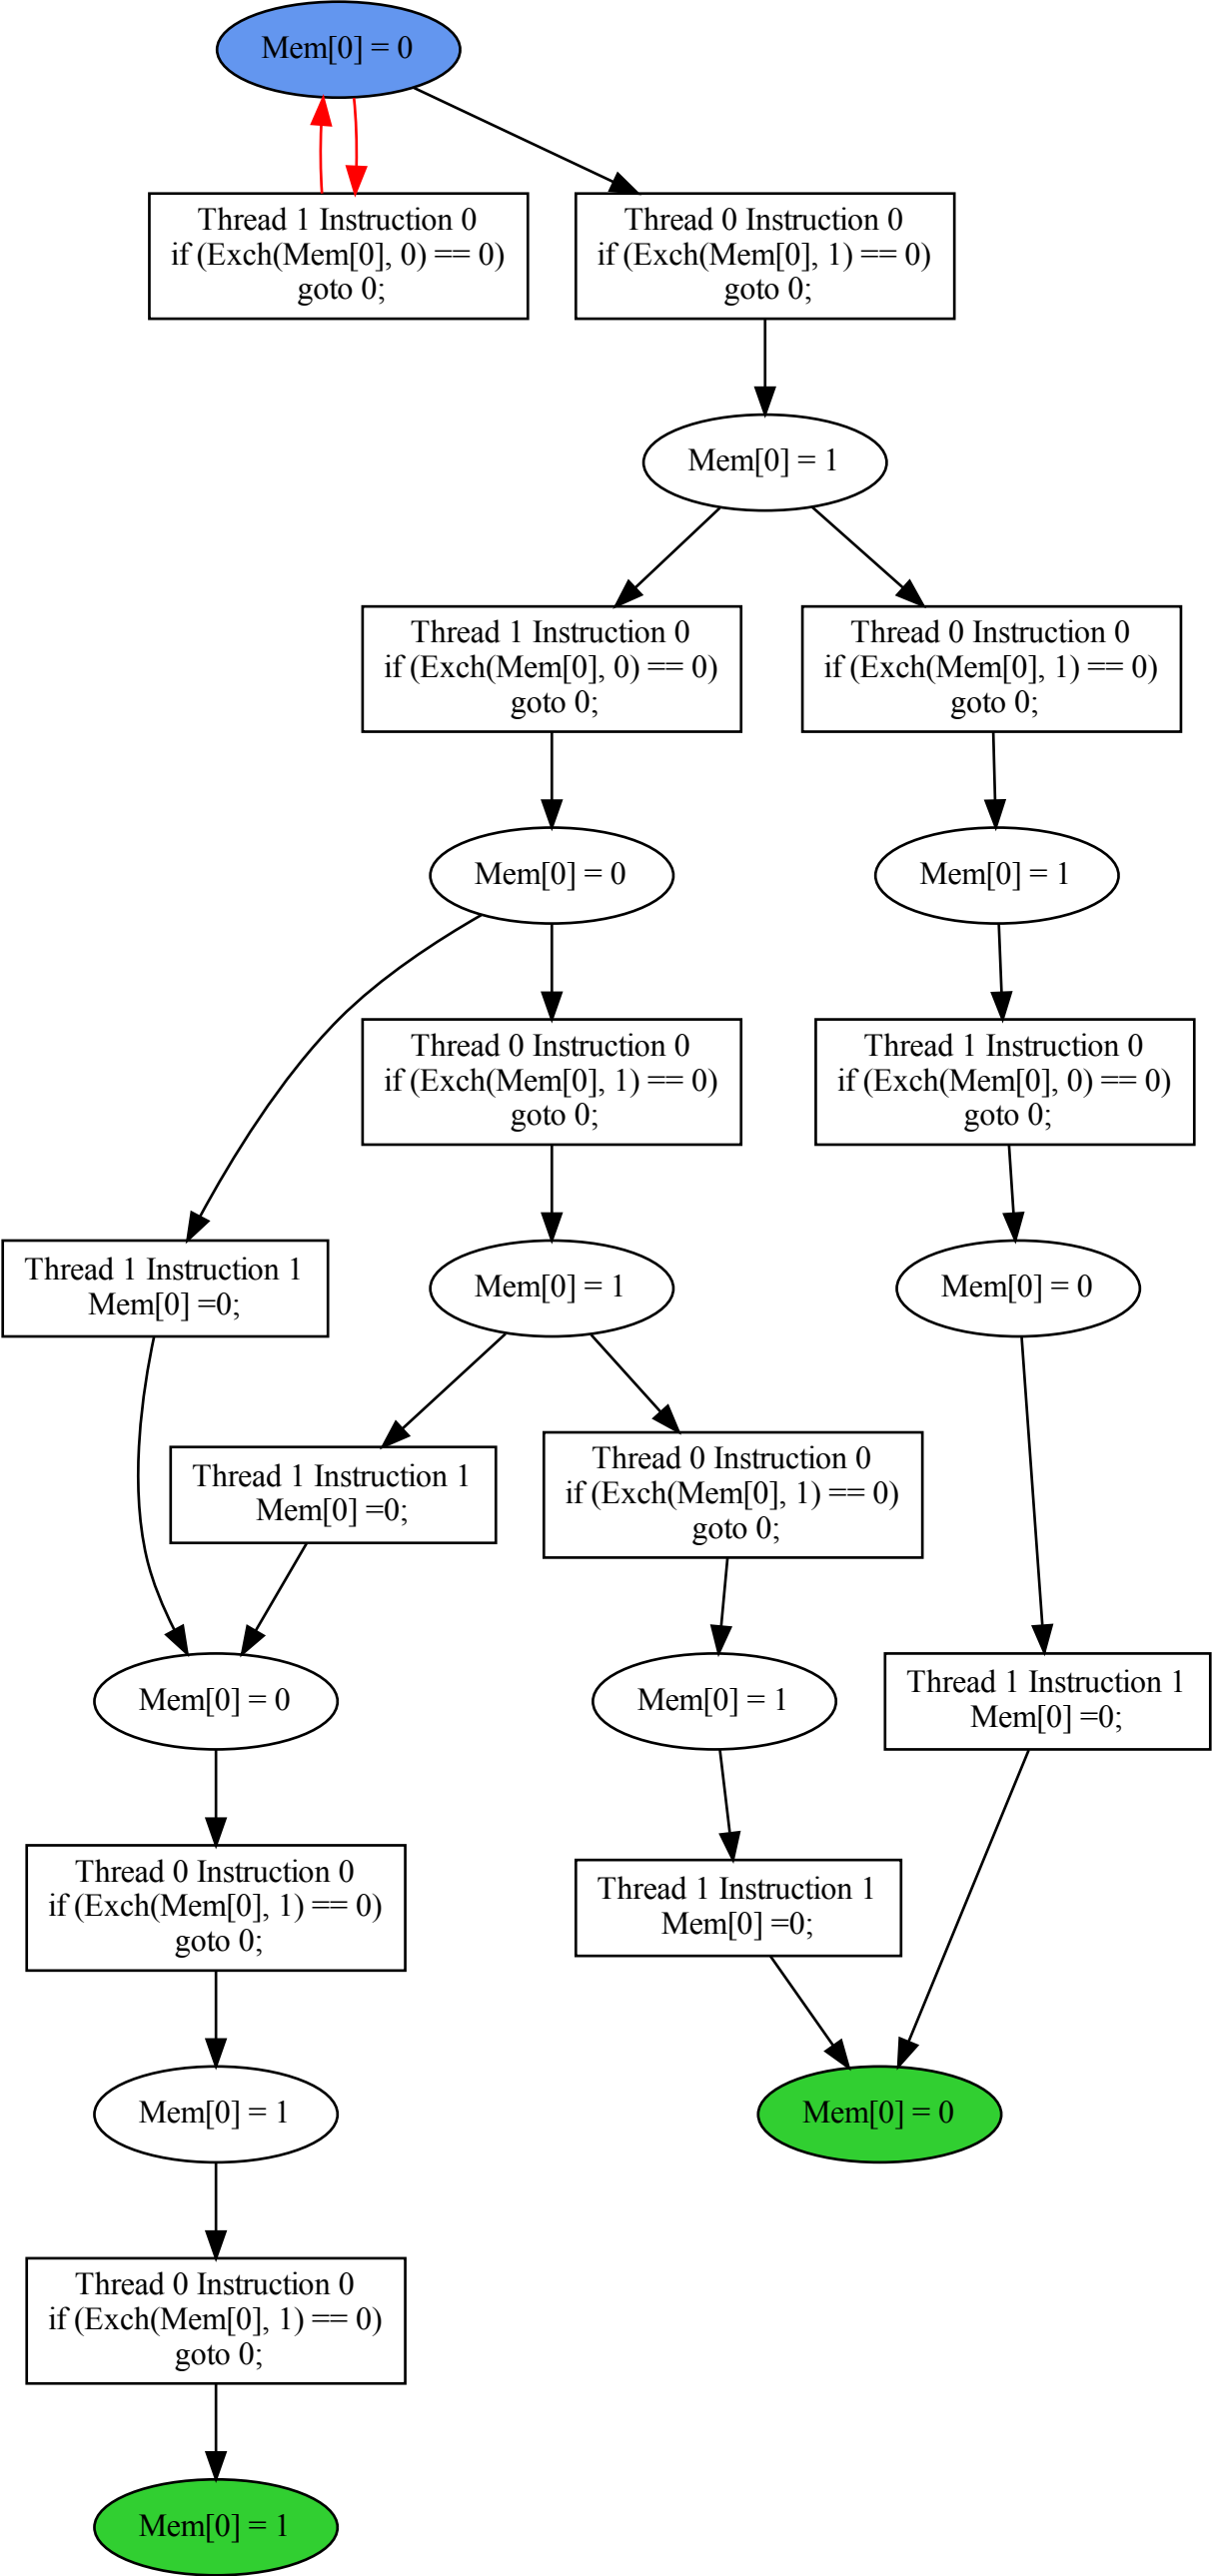 Mem[0] = 0
Thread 1 Instruction 0
if (Exch(Mem[0], 0) == 0)
goto 0;
Thread 0 Instruction 0
if (Exch(Mem[0], 1) == 0)
goto 0;
Mem[0] = 1
Thread 1 Instruction 0
if (Exch(Mem[0], 0) == 0)
goto 0;
Thread 0 Instruction 0
if (Exch(Mem[0], 1) == 0)
goto 0;
Mem[0] = 0
Mem[0] = 1
Thread 0 Instruction 0
if (Exch(Mem[0], 1) == 0)
goto 0;
Thread 1 Instruction 0
if (Exch(Mem[0], 0) == 0)
goto 0;
Thread 1 Instruction 1
Mem[0] =0;
Mem[0] = 1
Mem[0] = 0
Thread 1 Instruction 1
Mem[0] =0;
Thread 0 Instruction 0
if (Exch(Mem[0], 1) == 0)
goto 0;
Mem[0] = 0
Mem[0] = 1
Thread 1 Instruction 1
Mem[0] =0;
Thread 0 Instruction 0
if (Exch(Mem[0], 1) == 0)
goto 0;
Thread 1 Instruction 1
Mem[0] =0;
Mem[0] = 1
Mem[0] = 0
Thread 0 Instruction 0
if (Exch(Mem[0], 1) == 0)
goto 0;
Mem[0] = 1